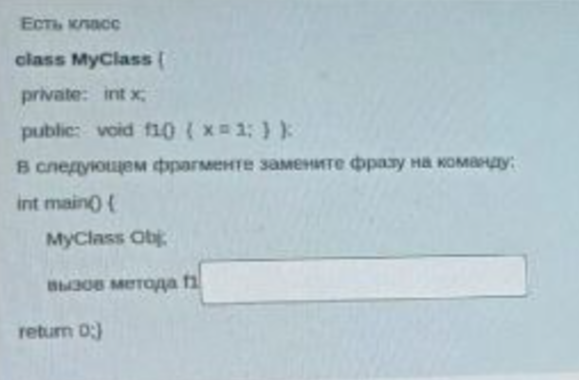 Есть класс
class MyClass {
private: int x;
public: void f1() { x = 1; } };
В следующем фрагменте замените фразу на команду:
int main() {
MyClass Obj;
вызов метода f1
return 0;}